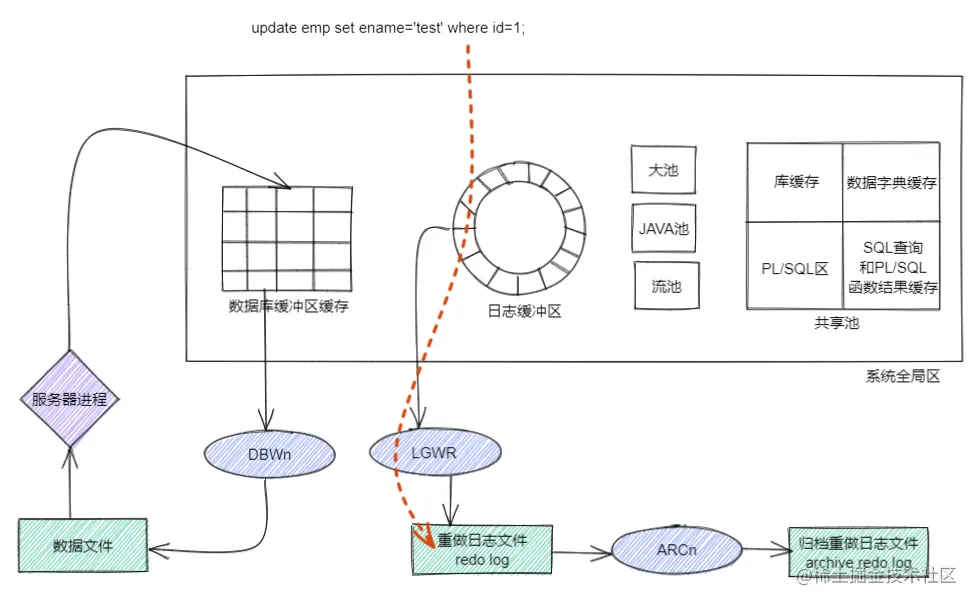 update emp set ename='test' where id=1;
大池
库缓存
数据字典缓存
JAVA池
PL/SQL区
SQL查询
和PL/SQL
函数结果缓存
流池
数据库缓冲区缓存
日志缓冲区
共享池
系统全局区
服务器进程
DBWn
LGWR
数据文件
重做日志文件
redo log
ARCn
归档重做日志文件
archive redo log
@稀土掘金技术社区